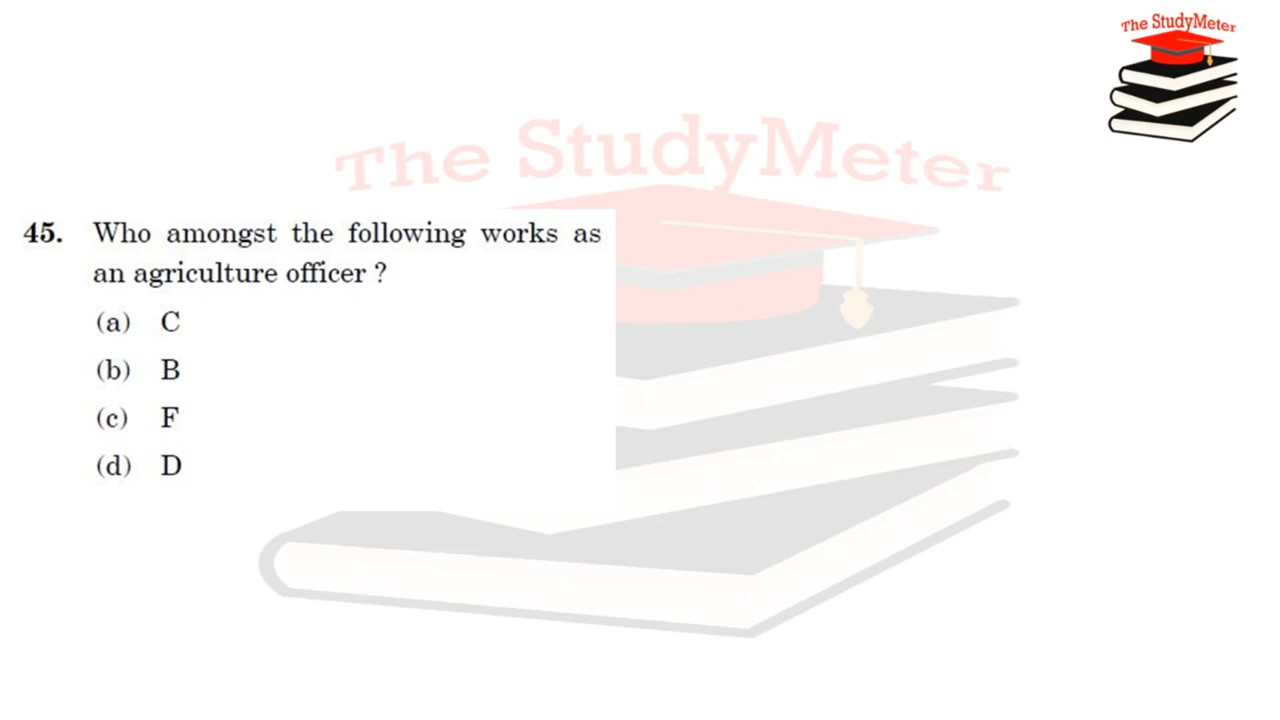 The StudyMeter
The StudyMeter
45. Who amongst the following works as
an agriculture officer ?
(a) C
(b) B
(c) F
(d) D